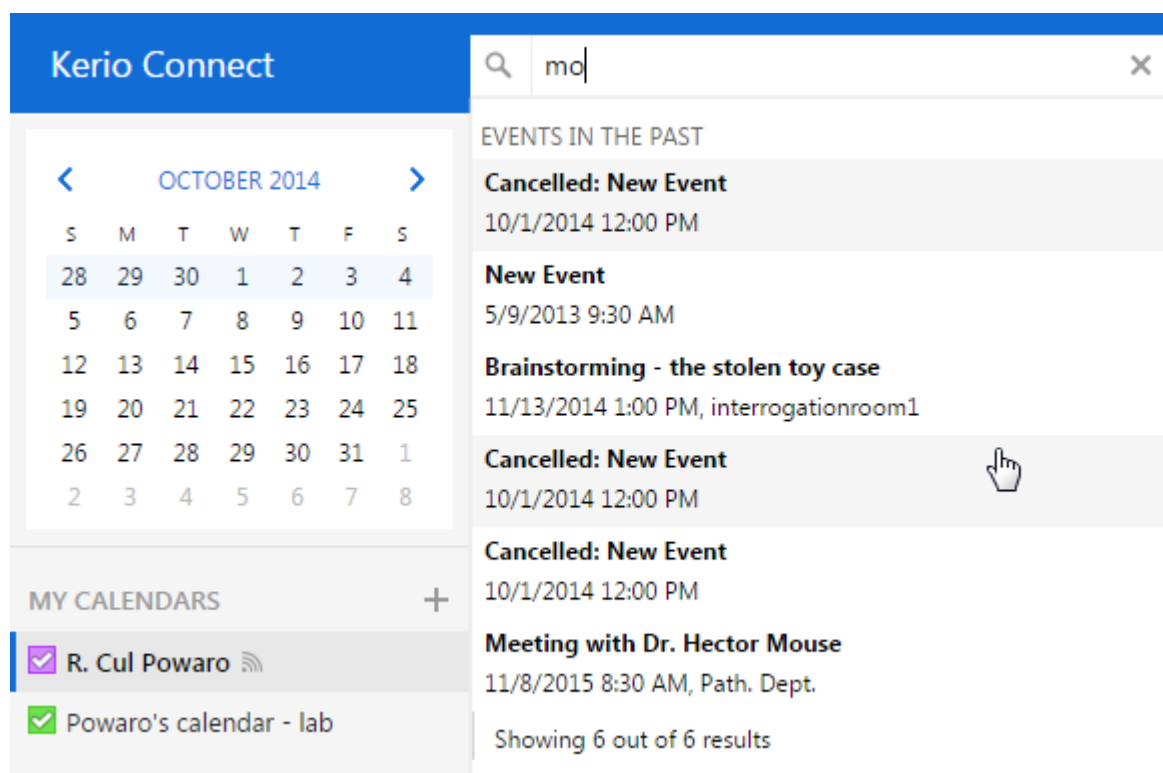 Kerio Connect
mo
OCTOBER 2014
S M T W T F S
28 29 30 1 2 3 4
5 6 7 8 9 10 11
12 13 14 15 16 17 18
19 20 21 22 23 24 25
26 27 28 29 30 31 1
2 3 4 5 6 7 8
MY CALENDARS
R. Cul Powaro
Powaro's calendar - lab
EVENTS IN THE PAST
Cancelled: New Event
10/1/2014 12:00 PM
New Event
5/9/2013 9:30 AM
Brainstorming - the stolen toy case
11/13/2014 1:00 PM, interrogationroom1
Cancelled: New Event
10/1/2014 12:00 PM
Cancelled: New Event
10/1/2014 12:00 PM
Meeting with Dr. Hector Mouse
11/8/2015 8:30 AM, Path. Dept.
Showing 6 out of 6 results